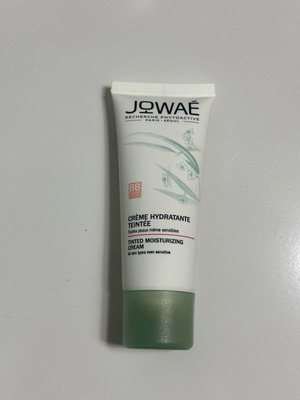 JOWAÉ
RECHERCHE PHYTOACTIVE
PARIS - SÉOUL
BB
CRÈME HYDRATANTE
TEINTÉE
Toutes peaux même sensibles
TINTED MOISTURIZING
CREAM
All skin types even sensitive